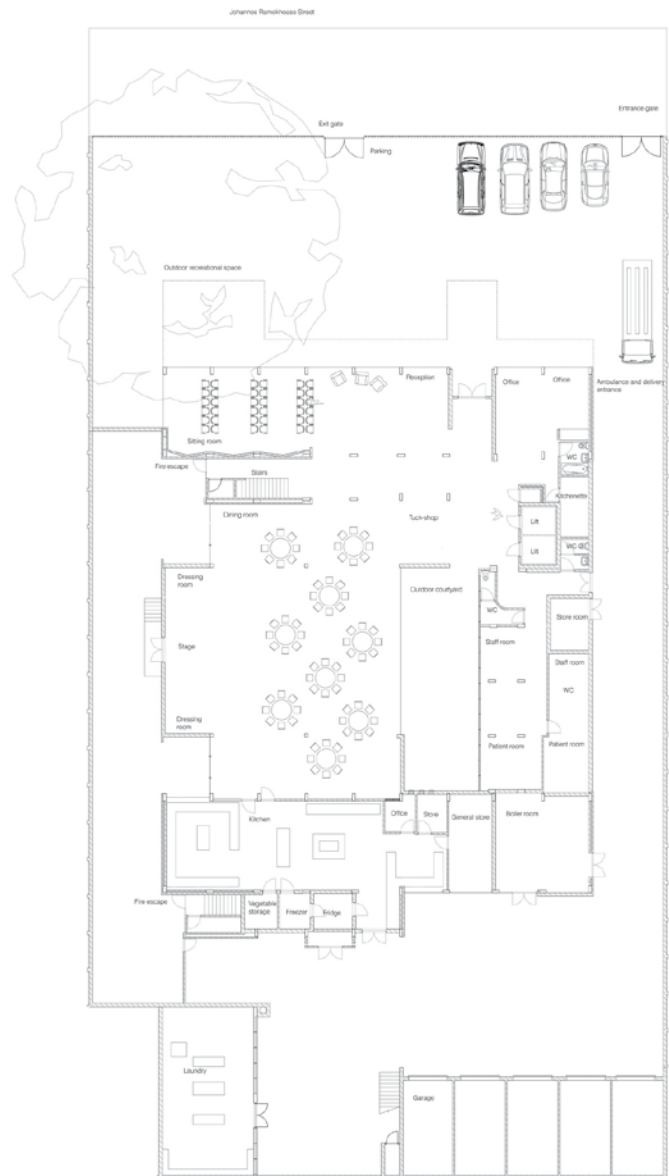 Johannes Ramokhoase Street
Entrance gate
Exit gate
Parking
Outdoor recreational space
Reception
Office
Office
Ambulance and delivery
entrance
Sitting room
WC
Fire escape
Stairs
Kitchenette
Dining room
Tuck-shop
Lift
Lift
WC
Dressing
room
Outdoor courtyard
WC
Store room
Stage
Staff room
Staff room
WC
Dressing
room
Patient room
Patient room
Kitchen
Office
Store
General store
Boiler room
Fire escape
Vegetable
storage
Freezer
Fridge
Laundry
Garage